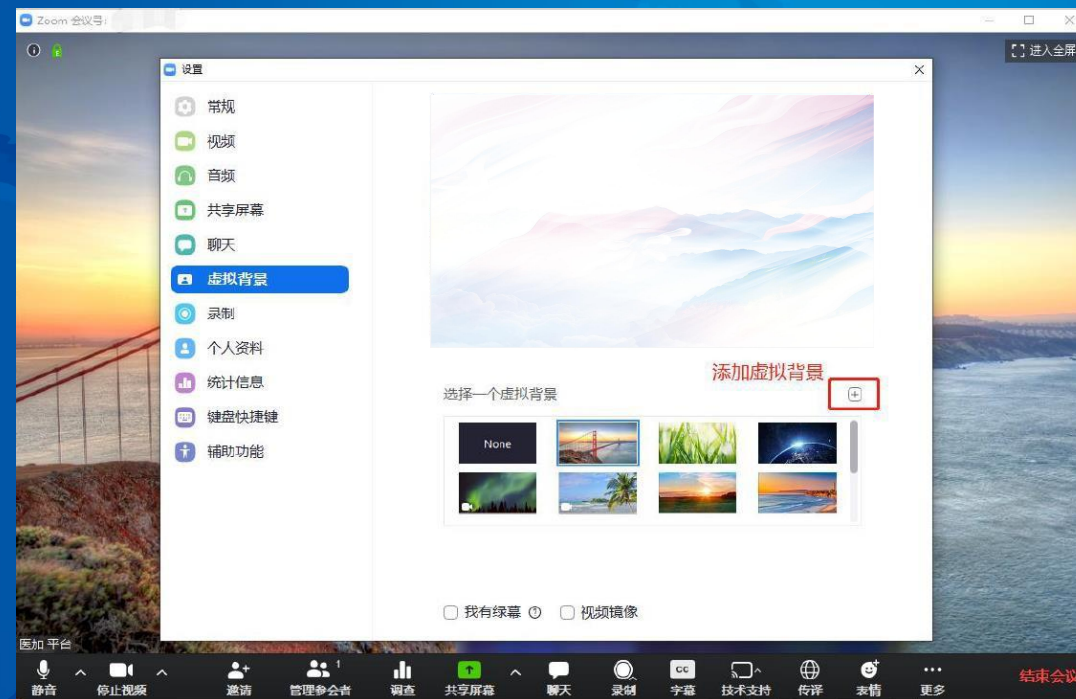 Zoom 会议号:
进入全屏
设置
常规
视频
音频
共享屏幕
聊天
虚拟背景
录制
个人资料
统计信息
键盘快捷键
辅助功能
添加虚拟背景
选择一个虚拟背景
None
我有绿幕
视频镜像
医加 平台
静音
停止视频
邀请
管理参会者
1
调查
共享屏幕
聊天
录制
CC
字幕
技术支持
传译
表情
更多
结束会议